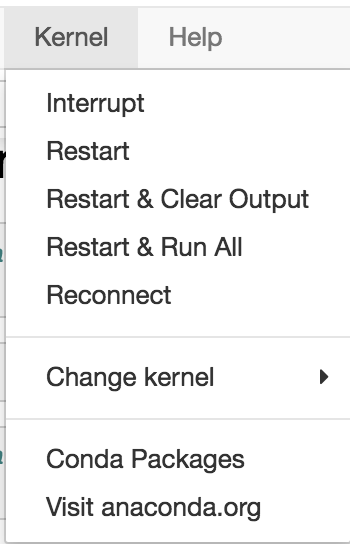 Kernel Help
Interrupt
Restart
Restart & Clear Output
Restart & Run All
Reconnect
Change kernel
Conda Packages
Visit anaconda.org